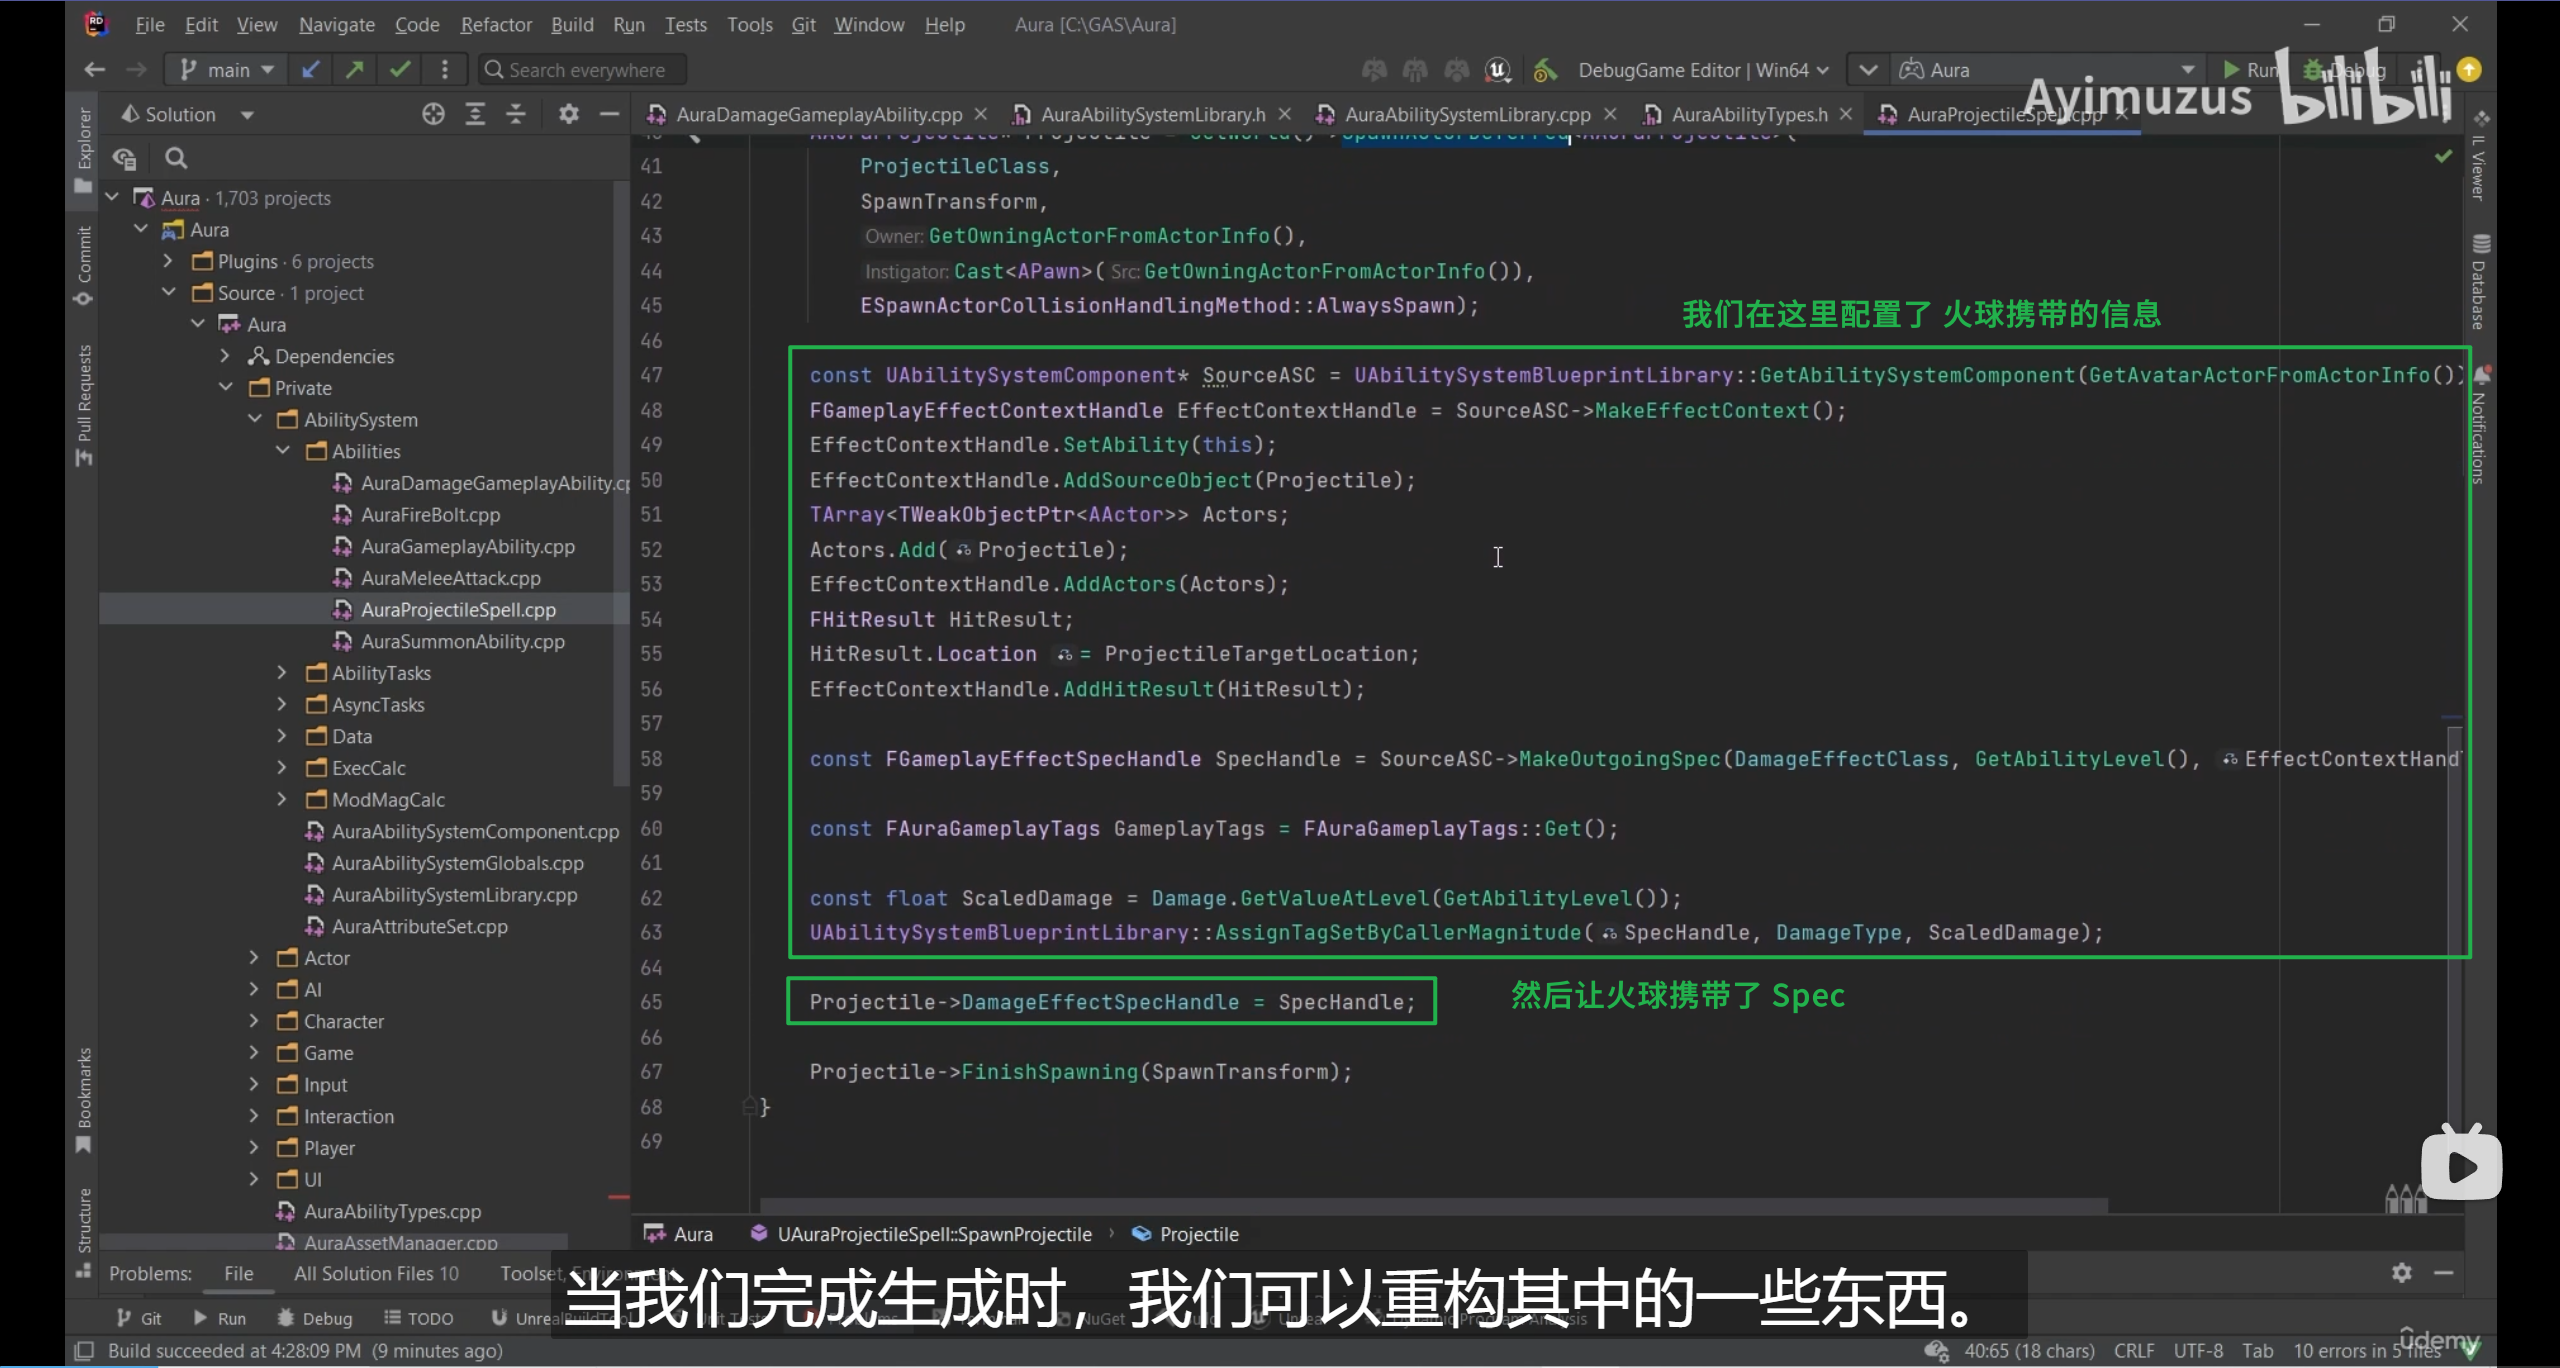 File Edit View Navigate Code Refactor Build Run Tests Tools Git Window Help Aura [C:\GAS\Aura]
main Search everywhere DebugGame Editor | Win64 Aura Run Debug
Ayimuzus bilibili
Solution
AuraDamageGameplayAbility.cpp AuraAbilitySystemLibrary.h AuraAbilitySystemLibrary.cpp AuraAbilityTypes.h AuraProjectileSpell.cpp
Explorer
Commit
Pull Requests
Bookmarks
Structure
Aura · 1,703 projects
Aura
Plugins · 6 projects
Source · 1 project
Aura
Dependencies
Private
AbilitySystem
Abilities
AuraDamageGameplayAbility.cp
AuraFireBolt.cpp
AuraGameplayAbility.cpp
AuraMeleeAttack.cpp
AuraProjectileSpell.cpp
AuraSummonAbility.cpp
AbilityTasks
AsyncTasks
Data
ExecCalc
ModMagCalc
AuraAbilitySystemComponent.cpp
AuraAbilitySystemGlobals.cpp
AuraAbilitySystemLibrary.cpp
AuraAttributeSet.cpp
Actor
AI
Character
Game
Input
Interaction
Player
UI
AuraAbilityTypes.cpp
AuraAssetManager.cpp
40 AAuraProjectile* Projectile = GetWorld()->SpawnActorDeferred<AAuraProjectile>(
41 ProjectileClass,
42 SpawnTransform,
43 Owner: GetOwningActorFromActorInfo(),
44 Instigator: Cast<APawn>( Src: GetOwningActorFromActorInfo()),
45 ESpawnActorCollisionHandlingMethod::AlwaysSpawn);
我们在这里配置了 火球携带的信息
46
47 const UAbilitySystemComponent* SourceASC = UAbilitySystemBlueprintLibrary::GetAbilitySystemComponent(GetAvatarActorFromActorInfo())
48 FGameplayEffectContextHandle EffectContextHandle = SourceASC->MakeEffectContext();
49 EffectContextHandle.SetAbility(this);
50 EffectContextHandle.AddSourceObject(Projectile);
51 TArray<TWeakObjectPtr<AActor>> Actors;
52 Actors.Add( Projectile);
53 EffectContextHandle.AddActors(Actors);
54 FHitResult HitResult;
55 HitResult.Location = ProjectileTargetLocation;
56 EffectContextHandle.AddHitResult(HitResult);
57
58 const FGameplayEffectSpecHandle SpecHandle = SourceASC->MakeOutgoingSpec(DamageEffectClass, GetAbilityLevel(), EffectContextHand
59
60 const FAuraGameplayTags GameplayTags = FAuraGameplayTags::Get();
61
62 const float ScaledDamage = Damage.GetValueAtLevel(GetAbilityLevel());
63 UAbilitySystemBlueprintLibrary::AssignTagSetByCallerMagnitude( SpecHandle, DamageType, ScaledDamage);
64
65 Projectile->DamageEffectSpecHandle = SpecHandle;
然后让火球携带了 Spec
66
67 Projectile->FinishSpawning(SpawnTransform);
68 }
69
IL Viewer
Database
Notifications
Aura UAuraProjectileSpell::SpawnProjectile › Projectile
Problems: File All Solution Files 10 Toolset, Environment
当我们完成生成时，我们可以重构其中的一些东西。
Git Run Debug TODO UnrealBuildTool Unit Tests NuGet Dynamic Program Analysis
Build succeeded at 4:28:09 PM (9 minutes ago) 40:65 (18 chars) CRLF UTF-8 Tab 10 errors in 5 files
ûdemy